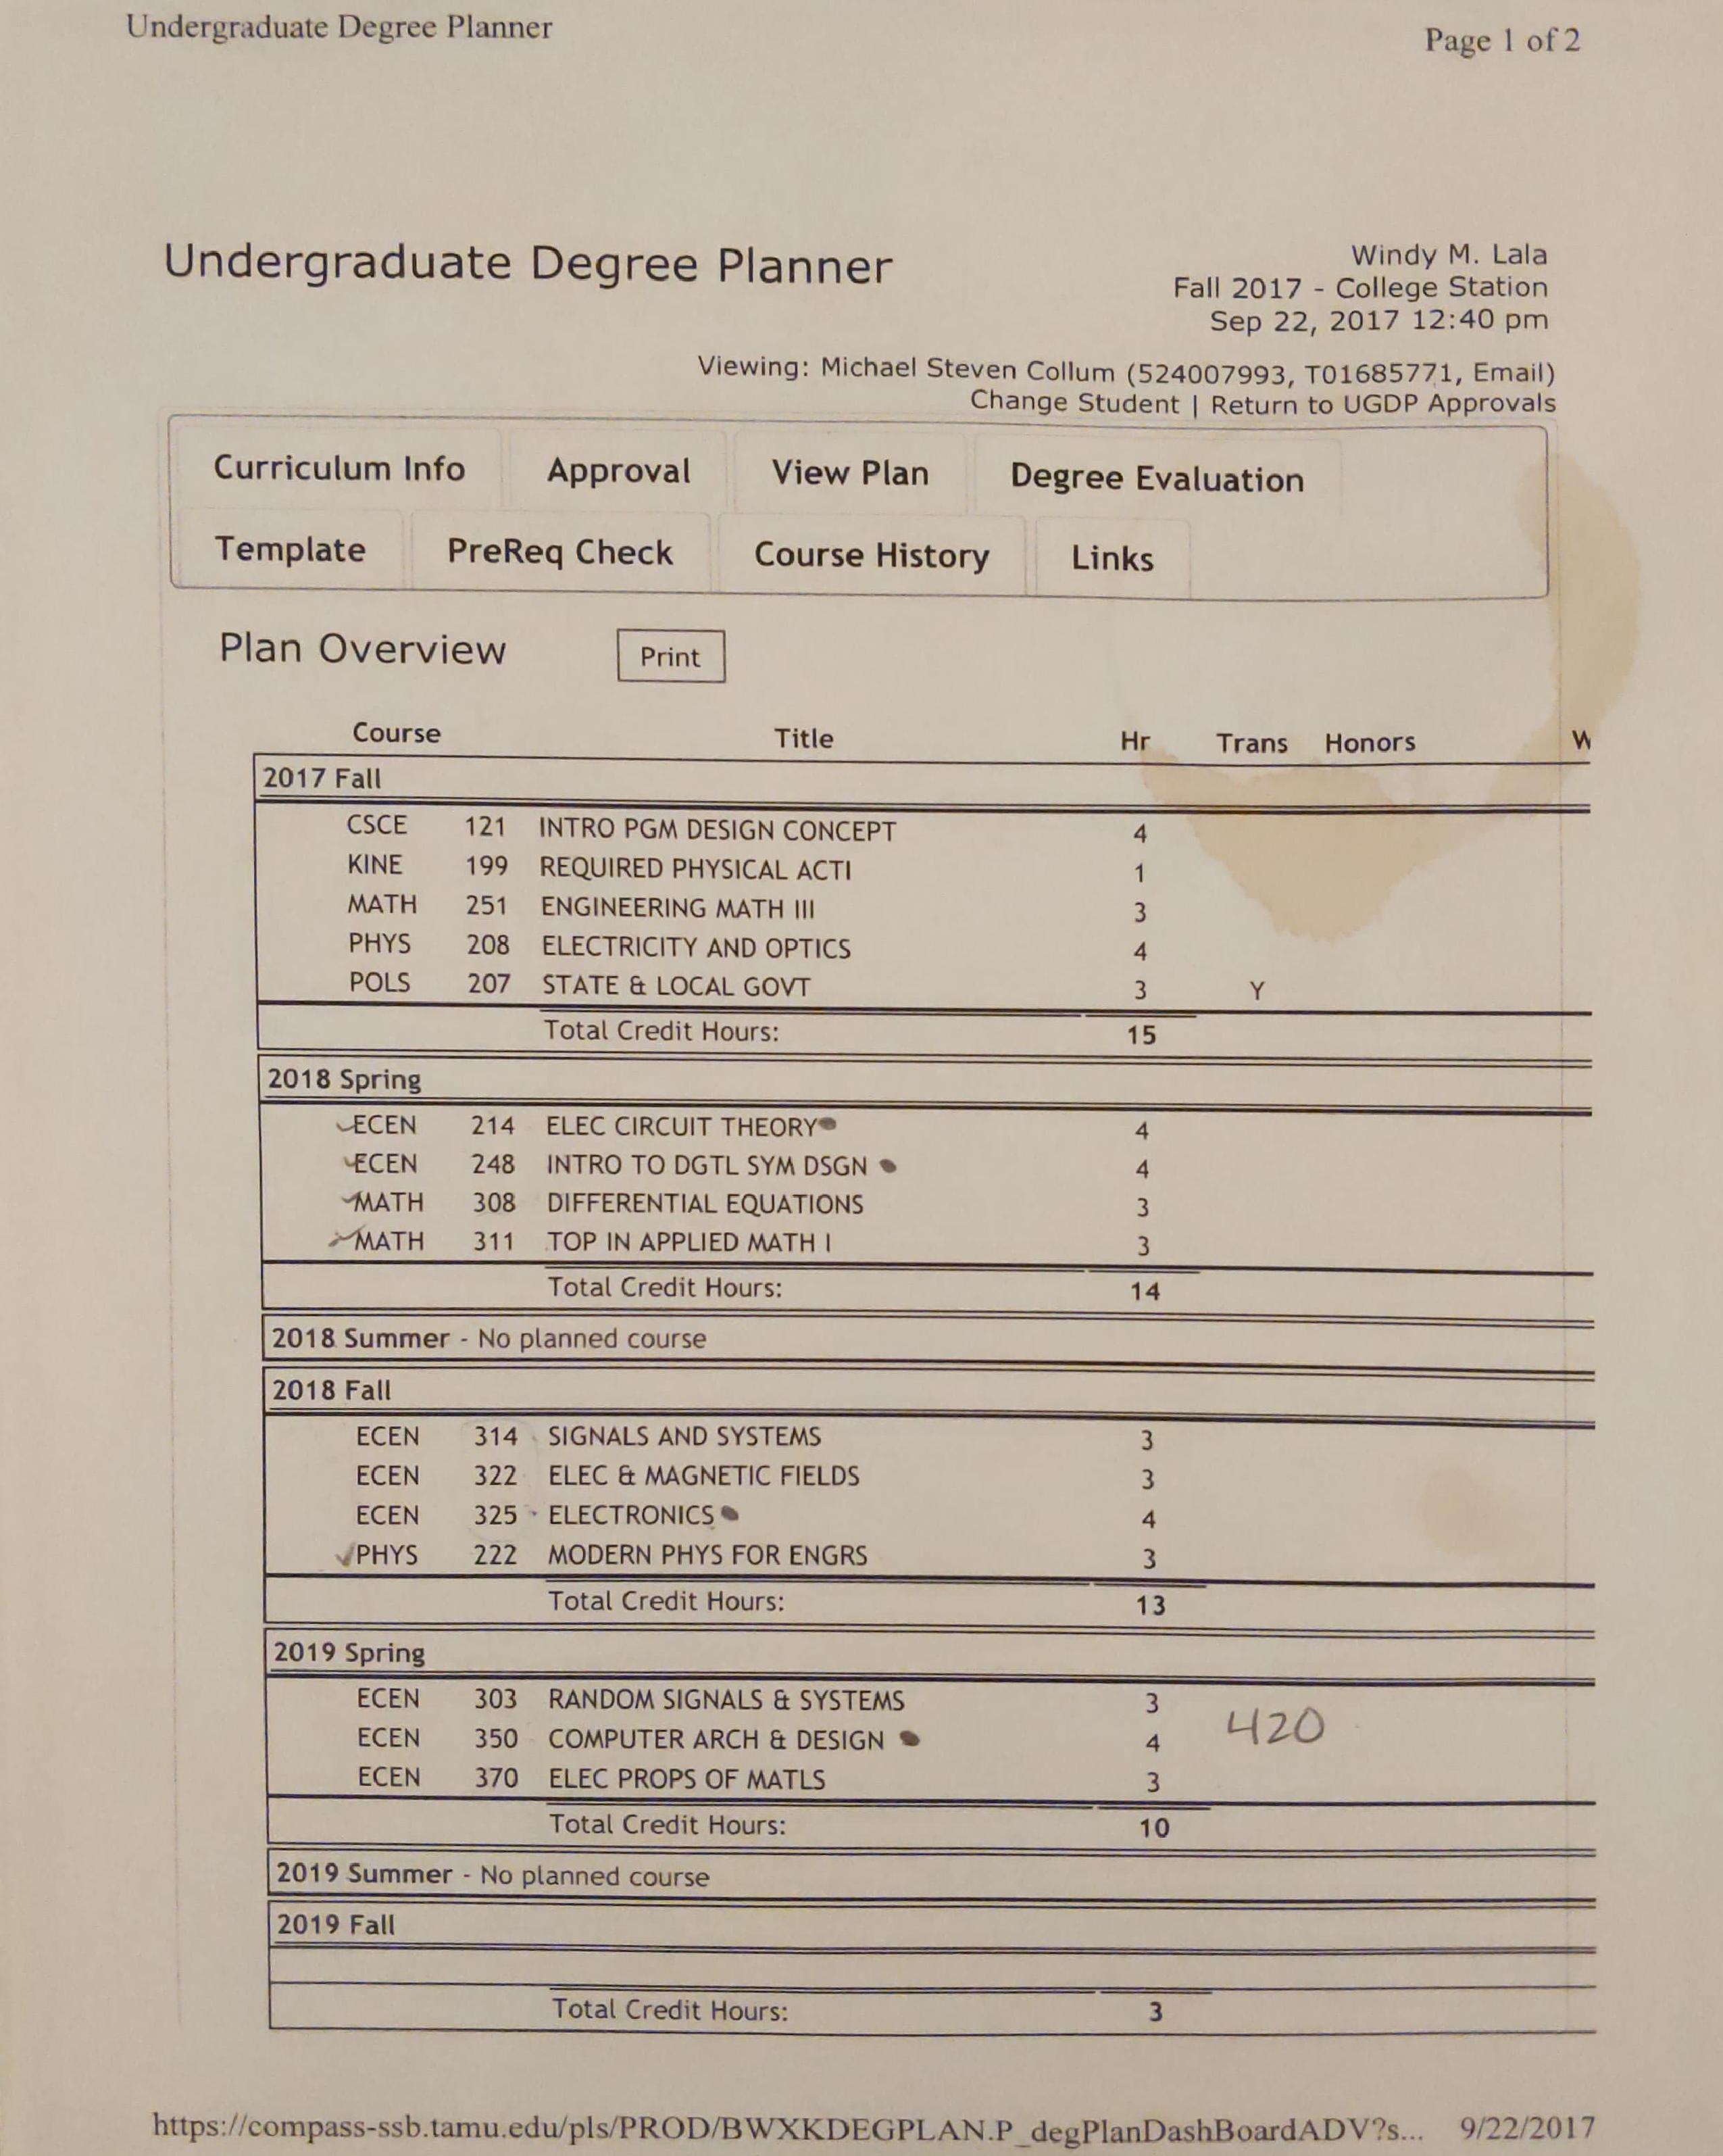 Undergraduate Degree Planner Page 1 of 2
Undergraduate Degree Planner
Windy M. Lala
Fall 2017 - College Station
Sep 22, 2017 12:40 pm
Viewing: Michael Steven Collum (524007993, T01685771, Email)
Change Student | Return to UGDP Approvals
Curriculum Info Approval View Plan Degree Evaluation
Template PreReq Check Course History Links
Plan Overview Print
Course Title Hr Trans Honors W
2017 Fall
CSCE 121 INTRO PGM DESIGN CONCEPT 4
KINE 199 REQUIRED PHYSICAL ACTI 1
MATH 251 ENGINEERING MATH III 3
PHYS 208 ELECTRICITY AND OPTICS 4
POLS 207 STATE & LOCAL GOVT 3 Y
Total Credit Hours: 15
2018 Spring
ECEN 214 ELEC CIRCUIT THEORY 4
ECEN 248 INTRO TO DGTL SYM DSGN 4
MATH 308 DIFFERENTIAL EQUATIONS 3
MATH 311 TOP IN APPLIED MATH I 3
Total Credit Hours: 14
2018 Summer - No planned course
2018 Fall
ECEN 314 SIGNALS AND SYSTEMS 3
ECEN 322 ELEC & MAGNETIC FIELDS 3
ECEN 325 ELECTRONICS 4
PHYS 222 MODERN PHYS FOR ENGRS 3
Total Credit Hours: 13
2019 Spring
ECEN 303 RANDOM SIGNALS & SYSTEMS 3
420
ECEN 350 COMPUTER ARCH & DESIGN 4
ECEN 370 ELEC PROPS OF MATLS 3
Total Credit Hours: 10
2019 Summer - No planned course
2019 Fall
Total Credit Hours: 3
https://compass-ssb.tamu.edu/pls/PROD/BWXKDEGPLAN.P_degPlanDashBoardADV?s... 9/22/2017